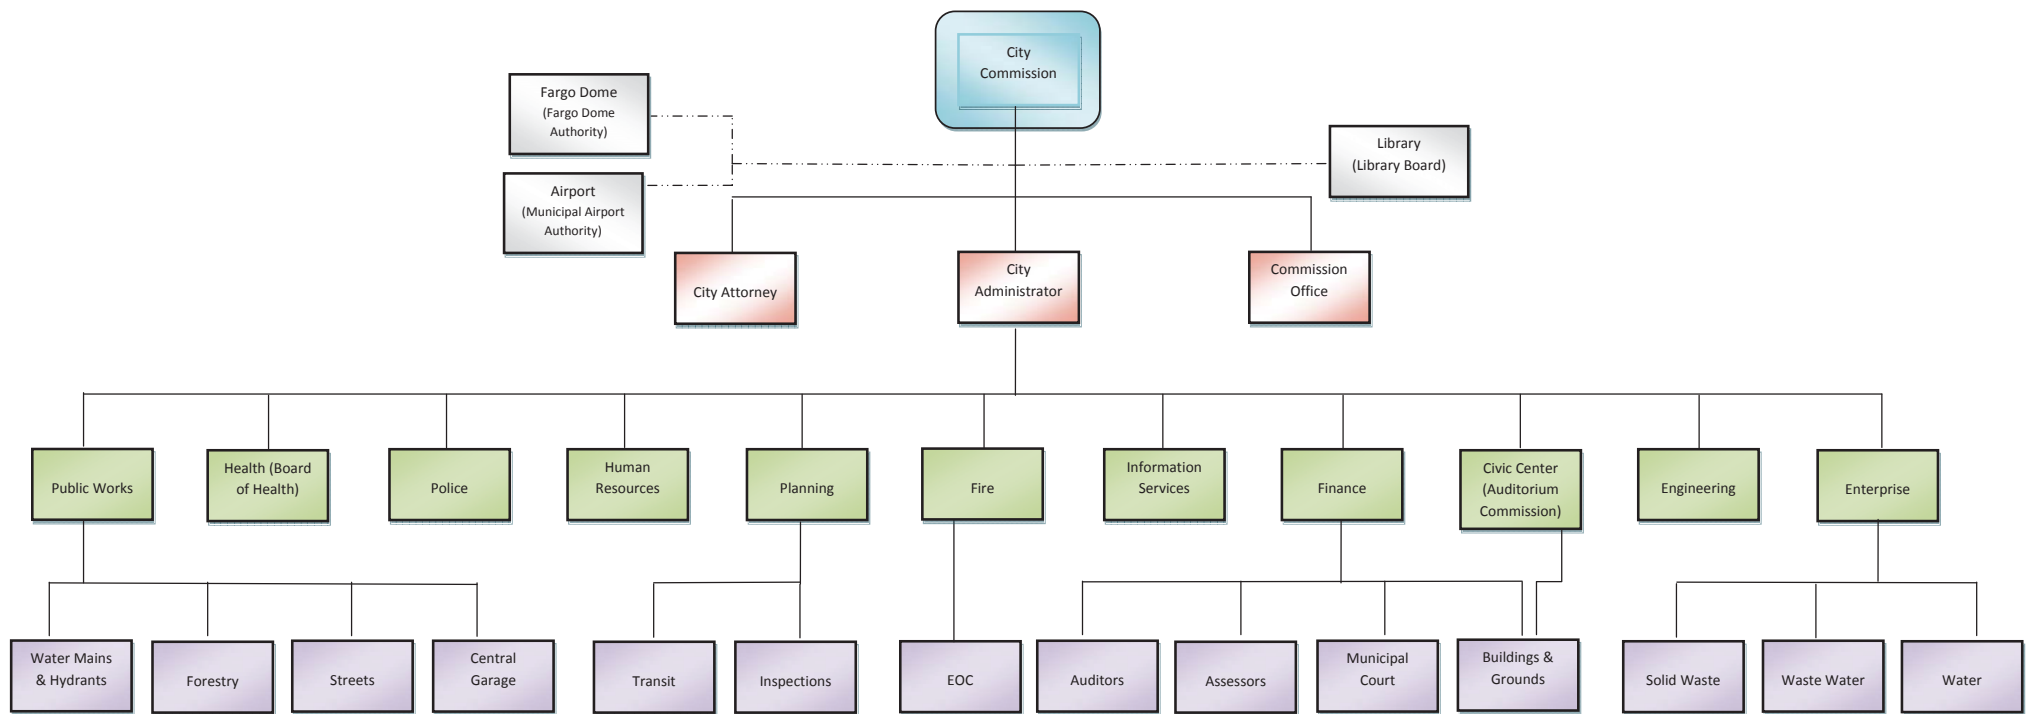 City
Commission
Fargo Dome
(Fargo Dome
Authority)
Library
(Library Board)
Airport
(Municipal Airport
Authority)
City Attorney
City
Administrator
Commission
Office
Public Works
Health (Board
of Health)
Police
Human
Resources
Planning
Fire
Information
Services
Finance
Civic Center
(Auditorium
Commission)
Engineering
Enterprise
Water Mains
& Hydrants
Forestry
Streets
Central
Garage
Transit
Inspections
EOC
Auditors
Assessors
Municipal
Court
Buildings &
Grounds
Solid Waste
Waste Water
Water